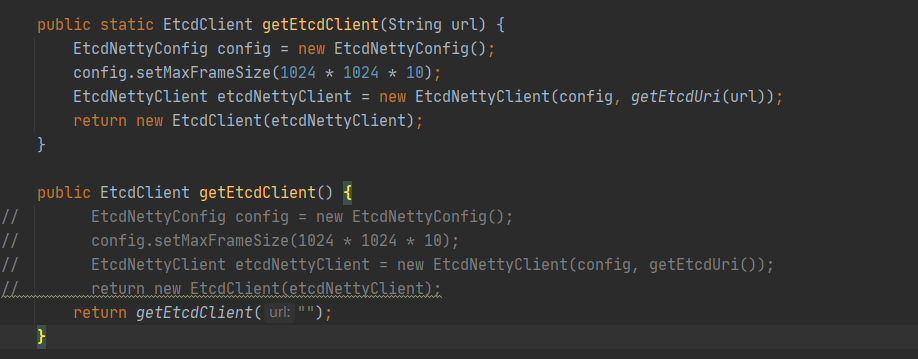 public static EtcdClient getEtcdClient(String url) {
EtcdNettyConfig config = new EtcdNettyConfig();
config.setMaxFrameSize(1024 * 1024 * 10);
EtcdNettyClient etcdNettyClient = new EtcdNettyClient(config, getEtcdUri(url));
return new EtcdClient(etcdNettyClient);
}
public EtcdClient getEtcdClient() {
// EtcdNettyConfig config = new EtcdNettyConfig();
// config.setMaxFrameSize(1024 * 1024 * 10);
// EtcdNettyClient etcdNettyClient = new EtcdNettyClient(config, getEtcdUri());
// return new EtcdClient(etcdNettyClient);
return getEtcdClient( url: "");
}